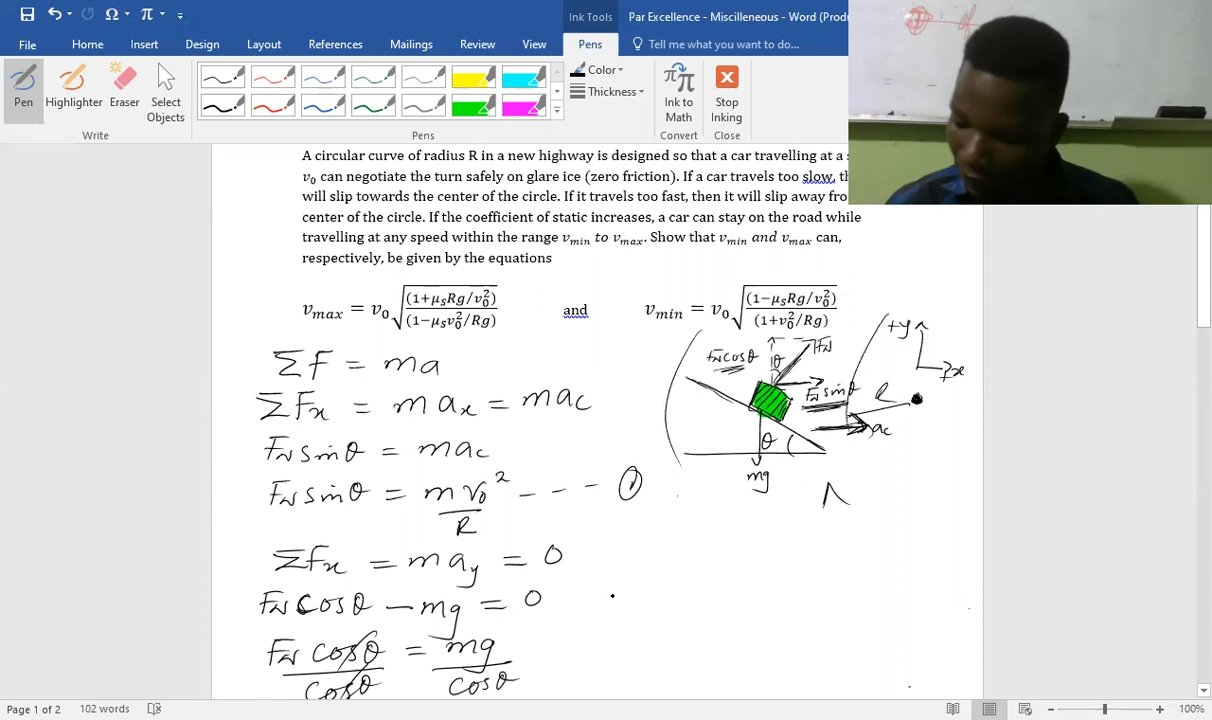 Ink Tools
Par Excellence - Miscilleneous - Word (Produ
File
Home
Insert
Design
Layout
References
Mailings
Review
View
Pens
Tell me what you want to do...
Pen
Highlighter
Eraser
Select Objects
Color
Thickness
Ink to Math
Stop Inking
Write
Pens
Convert
Close
A circular curve of radius R in a new highway is designed so that a car travelling at a s
v₀ can negotiate the turn safely on glare ice (zero friction). If a car travels too slow, th
will slip towards the center of the circle. If it travels too fast, then it will slip away fro
center of the circle. If the coefficient of static increases, a car can stay on the road while
travelling at any speed within the range v_min to v_max. Show that v_min and v_max can,
respectively, be given by the equations
v_max = v₀√((1+μ_s Rg/v₀²)/(1−μ_s v₀²/Rg)) and v_min = v₀√((1−μ_s Rg/v₀²)/(1+v₀²/Rg))
ΣF = ma
ΣFx = max = mac
FN sinθ = mac
FN sinθ = mv₀²/R - - - ①
ΣFx = may = 0
FN cosθ − mg = 0
FN cosθ/cosθ = mg/cosθ
FN cosθ
θ
FN
FN sinθ
θ
mg
+y
+x
R
ac
Page 1 of 2
102 words
100%